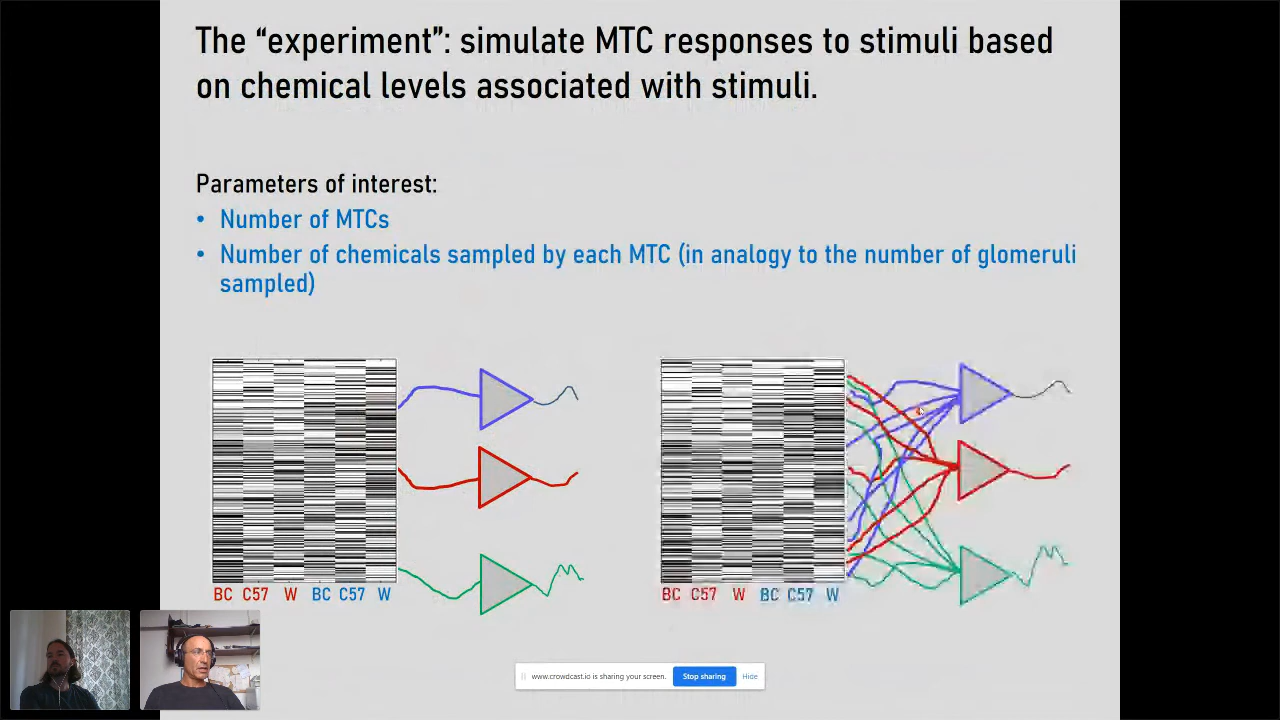 The “experiment”: simulate MTC responses to stimuli based
on chemical levels associated with stimuli.
Parameters of interest:
• Number of MTCs
• Number of chemicals sampled by each MTC (in analogy to the number of glomeruli
sampled)
BC C57 W BC C57 W
BC C57 W BC C57 W
www.crowdcast.io is sharing your screen. Stop sharing Hide